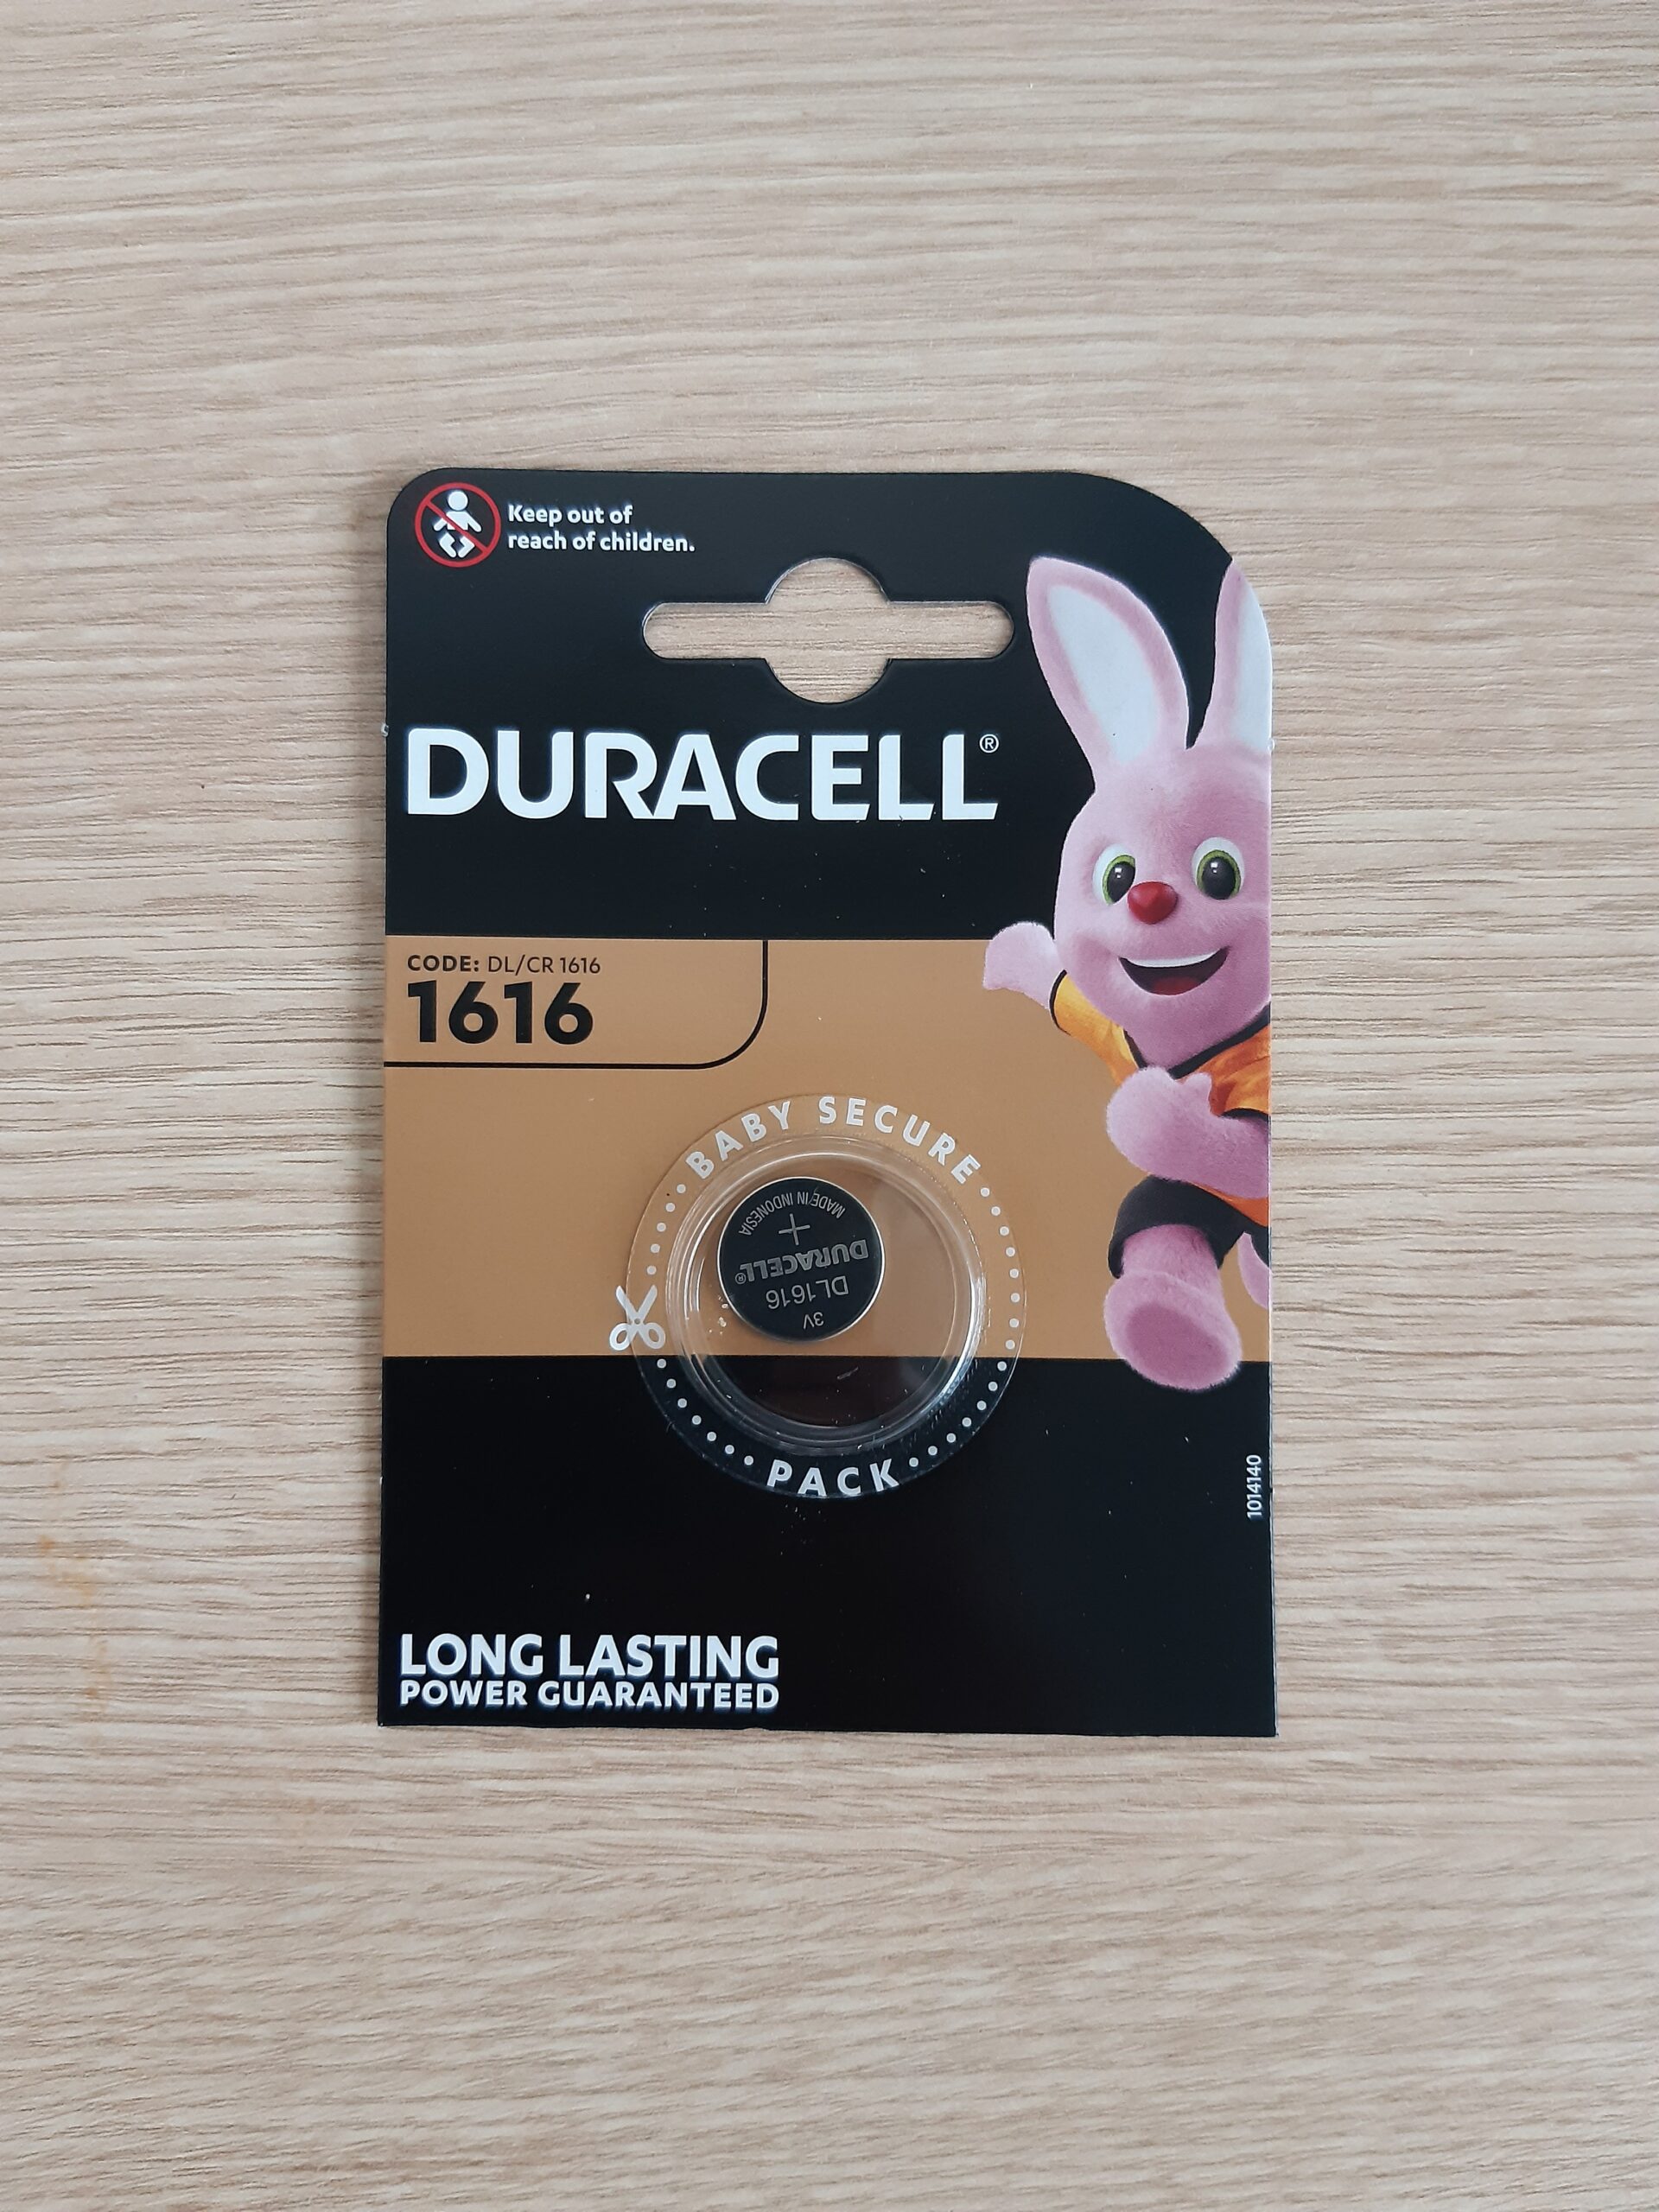 Keep out of
reach of children.
DURACELL®
CODE: DL/CR 1616
1616
BABY SECURE
MADE IN INDONESIA
+
DURACELL®
DL1616
3V
PACK
1014140
LONG LASTING
POWER GUARANTEED